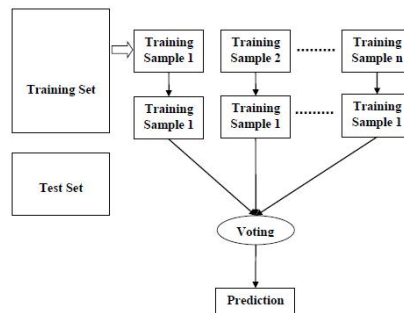 Training Set
Training
Sample 1
Training
Sample 2
Training
Sample n
Training
Sample 1
Training
Sample 1
Training
Sample 1
Test Set
Voting
Prediction